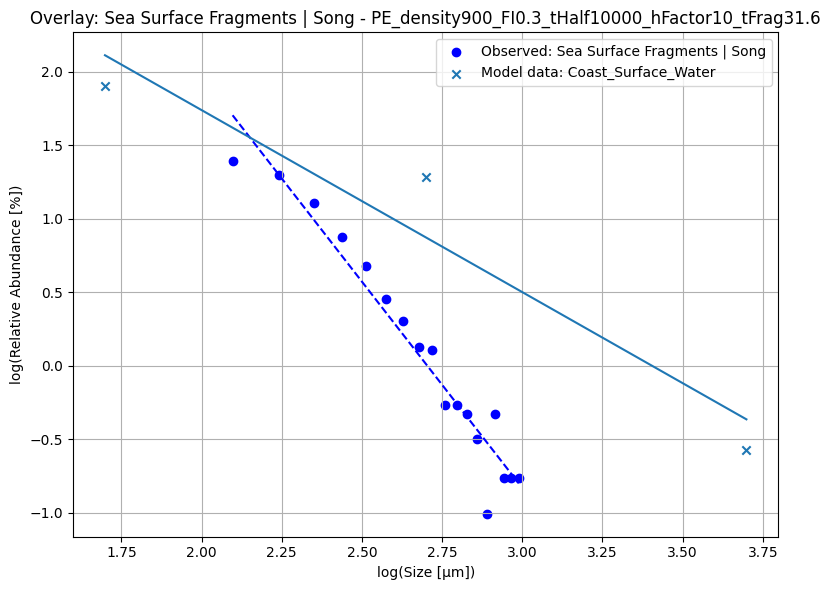 Overlay: Sea Surface Fragments | Song - PE_density900_FI0.3_tHalf10000_hFactor10_tFrag31.6
Observed: Sea Surface Fragments | Song
Model data: Coast_Surface_Water
log(Relative Abundance [%])
2.0
1.5
1.0
0.5
0.0
−0.5
−1.0
1.75 2.00 2.25 2.50 2.75 3.00 3.25 3.50 3.75
log(Size [μm])